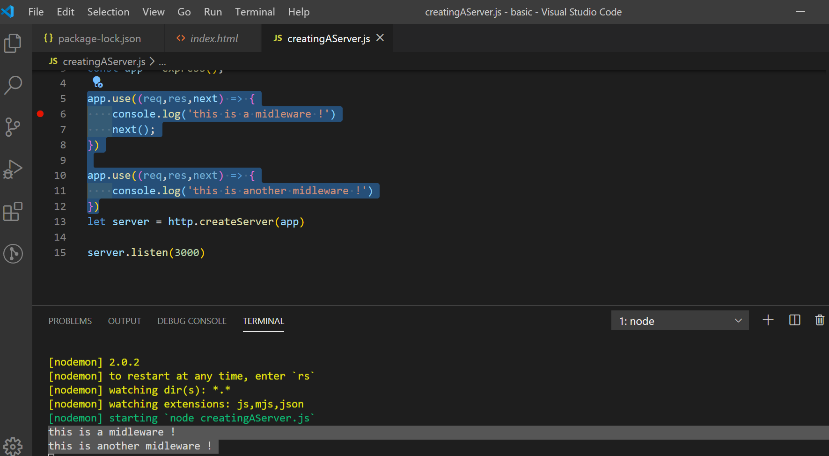 File Edit Selection View Go Run Terminal Help creatingAServer.js - basic - Visual Studio Code
{} package-lock.json <> index.html JS creatingAServer.js ×
JS creatingAServer.js > ...
3 const app = express();
4
5 app.use((req,res,next) => {
6 console.log('this is a midleware !')
7 next();
8 })
9
10 app.use((req,res,next) => {
11 console.log('this is another midleware !')
12 })
13 let server = http.createServer(app)
14
15 server.listen(3000)
PROBLEMS OUTPUT DEBUG CONSOLE TERMINAL 1: node
[nodemon] 2.0.2
[nodemon] to restart at any time, enter `rs`
[nodemon] watching dir(s): *.*
[nodemon] watching extensions: js,mjs,json
[nodemon] starting `node creatingAServer.js`
this is a midleware !
this is another midleware !